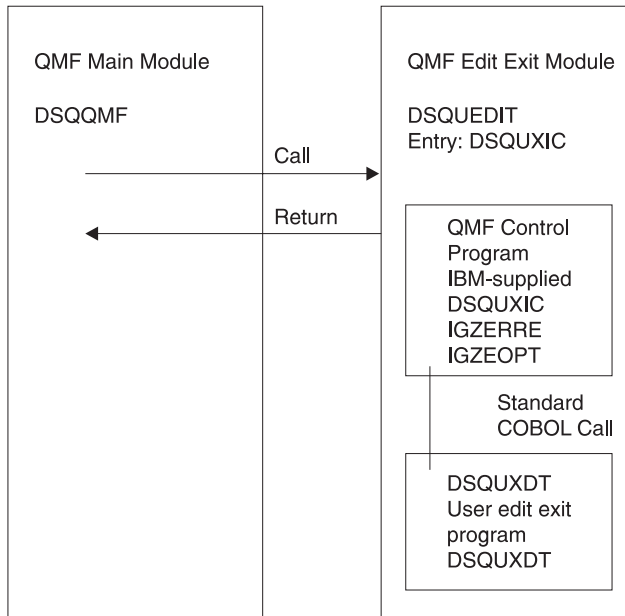 QMF Main Module
DSQQMF
Call
Return
QMF Edit Exit Module
DSQUEDIT
Entry: DSQUXIC
QMF Control
Program
IBM-supplied
DSQUXIC
IGZERRE
IGZEOPT
Standard
COBOL Call
DSQUXDT
User edit exit
program
DSQUXDT